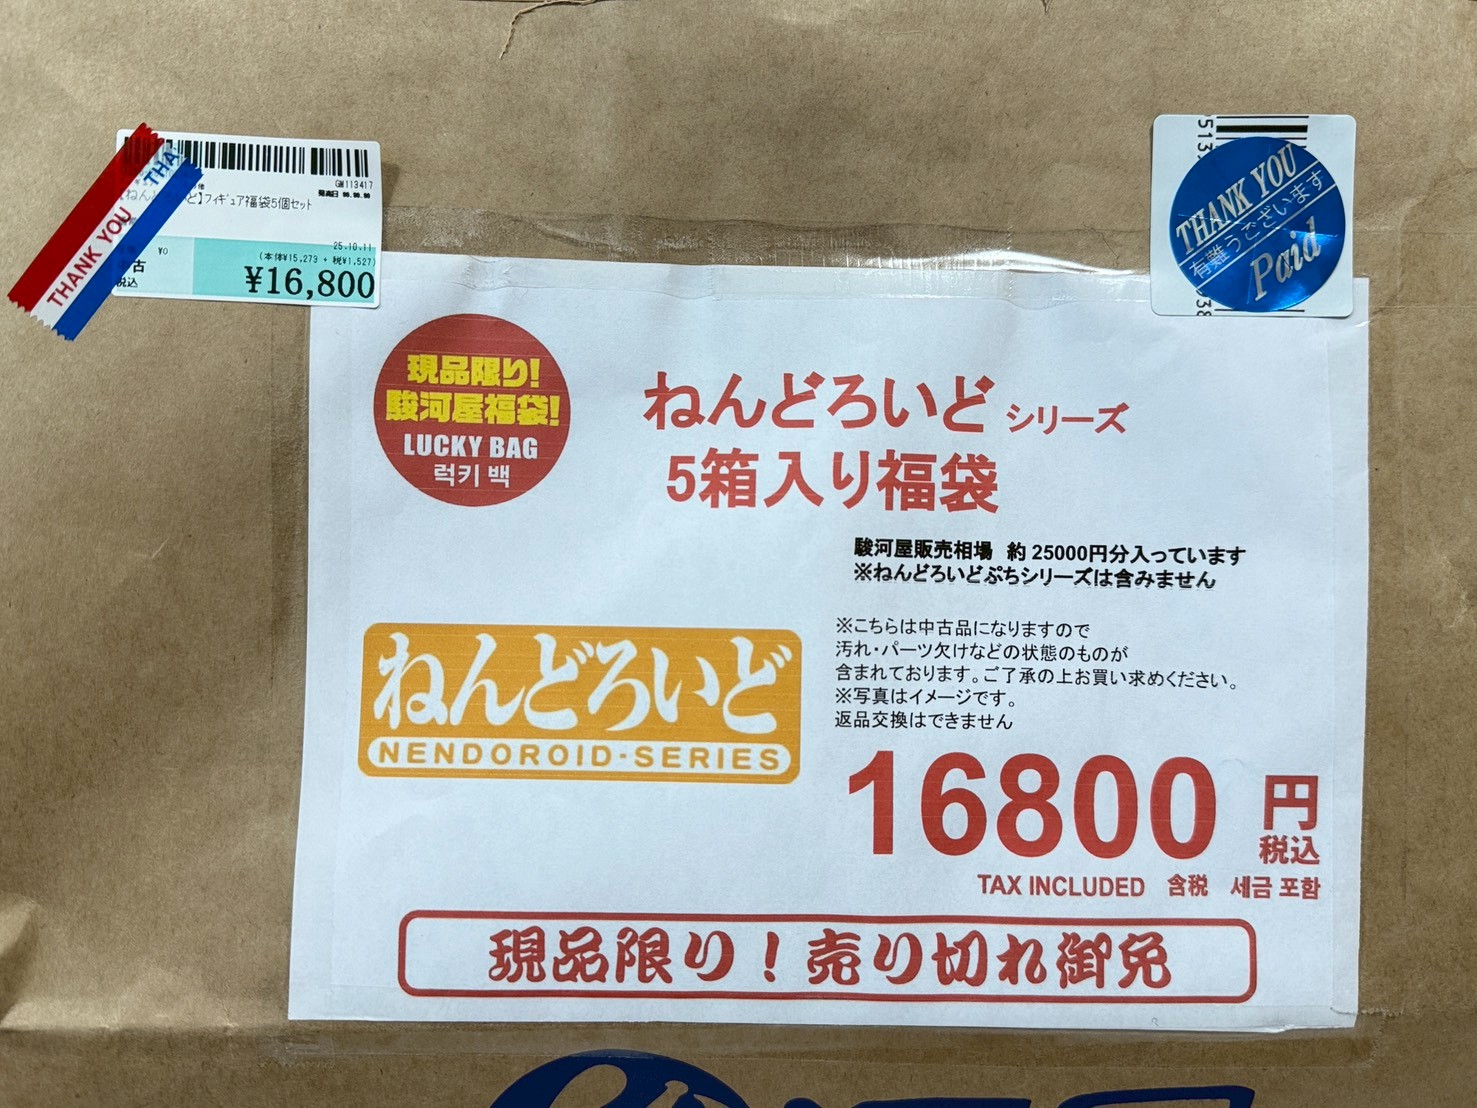 THANK YOU
THA
GM113417
発売日 90.99.99
】フィギュア福袋5個セット
¥0
25.10.11
(本体¥15,273 + 税¥1,527)
中古
税込
¥16,800
THANK YOU
有難うございます
Paid
現品限り!
駿河屋福袋!
LUCKY BAG
럭키 백
ねんどろいど シリーズ
5箱入り福袋
駿河屋販売相場 約 25000円分入っています
※ねんどろいどぷちシリーズは含みません
※こちらは中古品になりますので
汚れ・パーツ欠けなどの状態のものが
含まれております。ご了承の上お買い求めください。
※写真はイメージです。
返品交換はできません
ねんどろいど
NENDOROID・SERIES
16800 円
税込
TAX INCLUDED 含税 세금 포함
現品限り!売り切れ御免